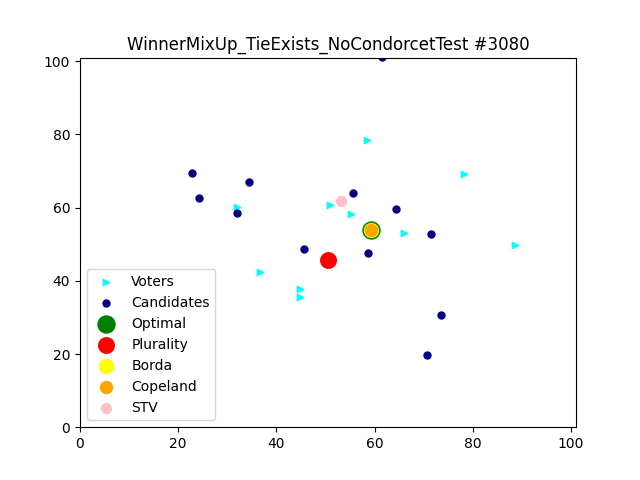 WinnerMixUp_TieExists_NoCondorcetTest #3080
100
80
60
40
20
0
Voters
Candidates
Optimal
Plurality
Borda
Copeland
STV
0 20 40 60 80 100